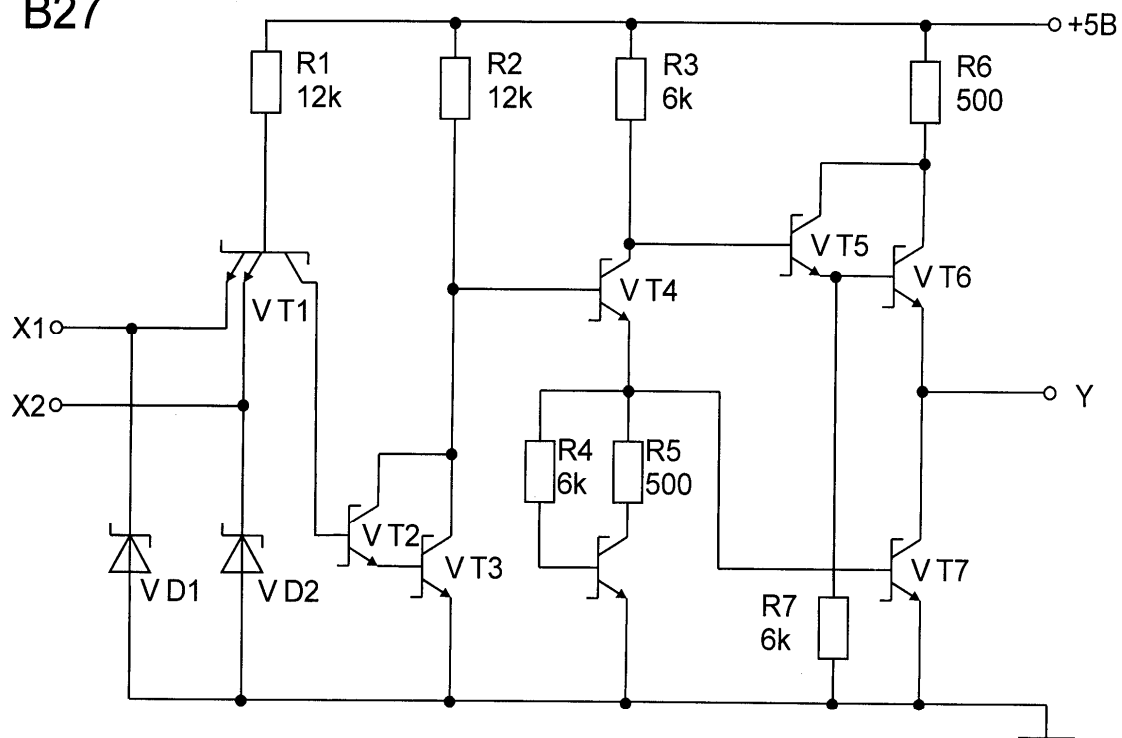 B27
+5B
R1
12k
R2
12k
R3
6k
R6
500
VT5
VT6
VT4
VT1
X1
X2
Y
R4
6k
R5
500
VT2
VT3
VT7
VD1
VD2
R7
6k